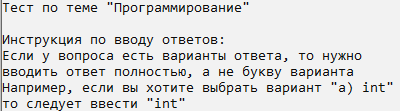 Тест по теме "Программирование"
Инструкция по вводу ответов:
Если у вопроса есть варианты ответа, то нужно
вводить ответ полностью, а не букву варианта
Например, если вы хотите выбрать вариант "a) int"
то следует ввести "int"